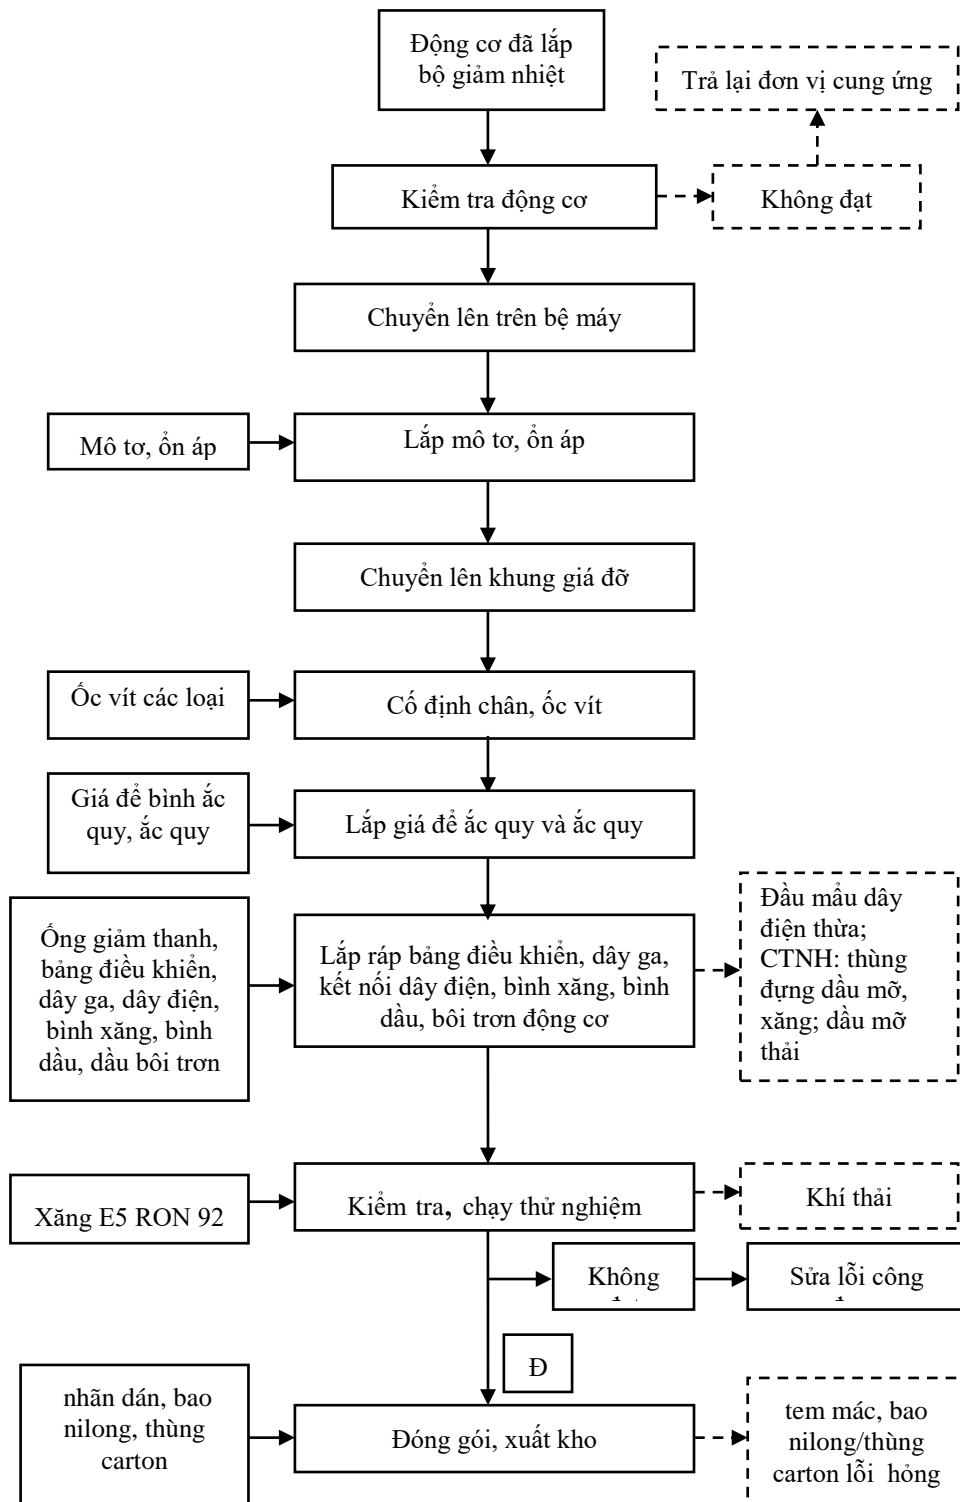 Động cơ đã lắp
bộ giảm nhiệt
Trả lại đơn vị cung ứng
Kiểm tra động cơ
Không đạt
Chuyển lên trên bệ máy
Mô tơ, ổn áp
Lắp mô tơ, ổn áp
Chuyển lên khung giá đỡ
Ốc vít các loại
Cố định chân, ốc vít
Giá để bình ắc
quy, ắc quy
Lắp giá để ắc quy và ắc quy
Ống giảm thanh,
bảng điều khiển,
dây ga, dây điện,
bình xăng, bình
dầu, dầu bôi trơn
Lắp ráp bảng điều khiển, dây ga,
kết nối dây điện, bình xăng, bình
dầu, bôi trơn động cơ
Đầu mẩu dây
điện thừa;
CTNH: thùng
đựng dầu mỡ,
xăng; dầu mỡ
thải
Xăng E5 RON 92
Kiểm tra, chạy thử nghiệm
Khí thải
Không
Sửa lỗi công
Đ
nhãn dán, bao
nilong, thùng
carton
Đóng gói, xuất kho
tem mác, bao
nilong/thùng
carton lỗi hỏng